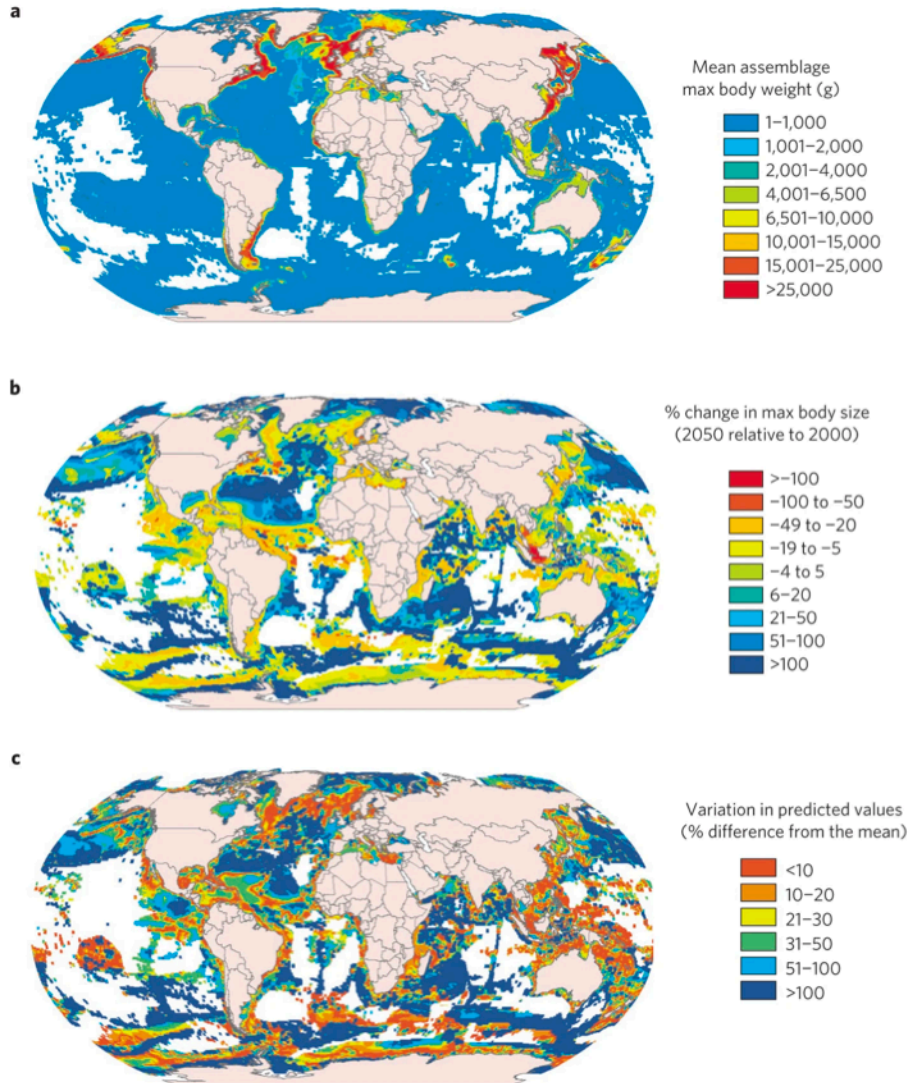 a
Mean assemblage
max body weight (g)
1–1,000
1,001–2,000
2,001–4,000
4,001–6,500
6,501–10,000
10,001–15,000
15,001–25,000
>25,000
b
% change in max body size
(2050 relative to 2000)
>−100
−100 to −50
−49 to −20
−19 to −5
−4 to 5
6–20
21–50
51–100
>100
c
Variation in predicted values
(% difference from the mean)
<10
10–20
21–30
31–50
51–100
>100